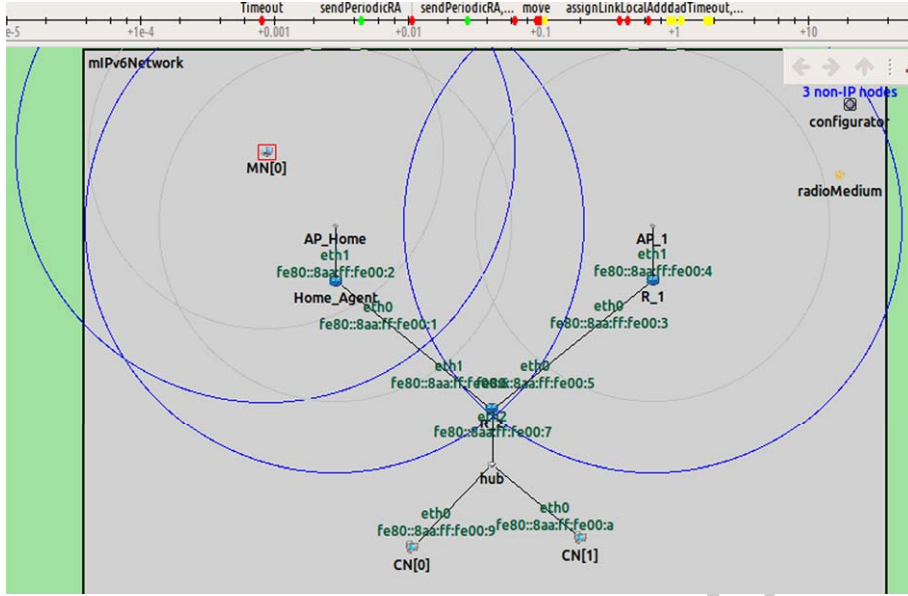 Timeout sendPeriodicRA sendPeriodicRA,... move assignLinkLocalAdddadTimeout,...
e-5 +1e-4 +0.001 +0.01 +0.1 +1 +10
mIPv6Network
3 non-IP nodes
configurator
MN[0]
radioMedium
AP_Home
eth1
fe80::8aa:ff:fe00:2
Home_Agent
eth0
fe80::8aa:ff:fe00:1
AP_1
eth1
fe80::8aa:ff:fe00:4
R_1
eth0
fe80::8aa:ff:fe00:3
eth1
eth0
fe80::8aa:ff:fe00:5
fe80::8aa:ff:fe00:7
hub
eth0
fe80::8aa:ff:fe00:9
CN[0]
eth0
fe80::8aa:ff:fe00:a
CN[1]